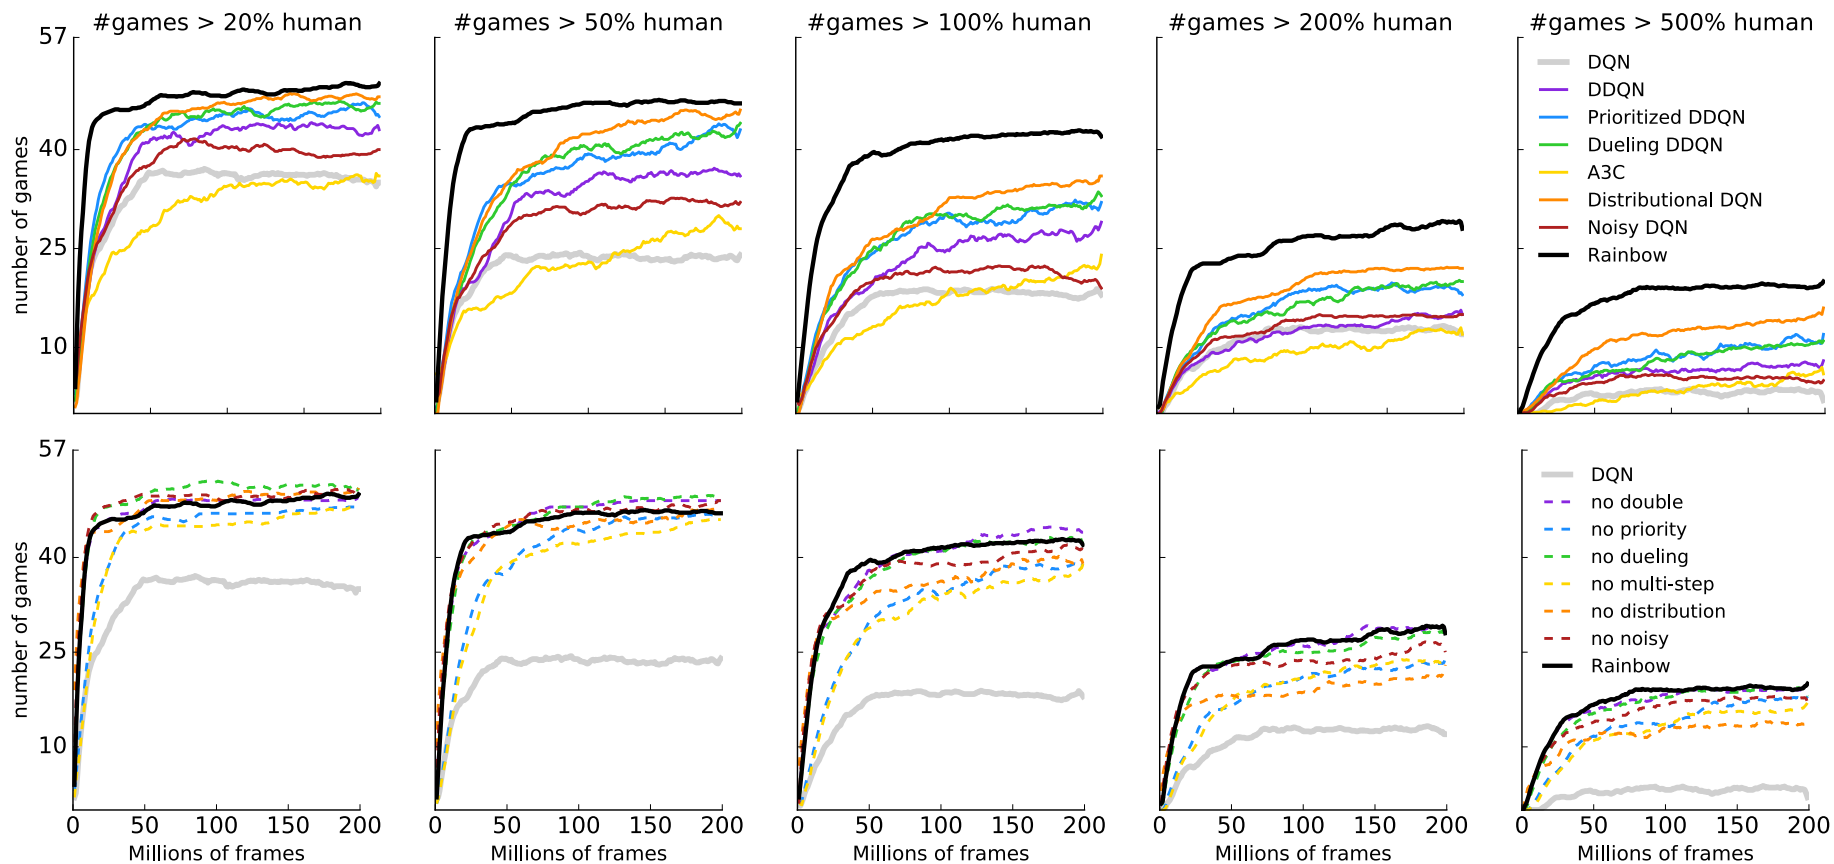 #games > 20% human
#games > 50% human
#games > 100% human
#games > 200% human
#games > 500% human
57
40
25
10
number of games
DQN
DDQN
Prioritized DDQN
Dueling DDQN
A3C
Distributional DQN
Noisy DQN
Rainbow
57
40
25
10
number of games
DQN
no double
no priority
no dueling
no multi-step
no distribution
no noisy
Rainbow
0 50 100 150 200
0 50 100 150 200
0 50 100 150 200
0 50 100 150 200
0 50 100 150 200
Millions of frames
Millions of frames
Millions of frames
Millions of frames
Millions of frames